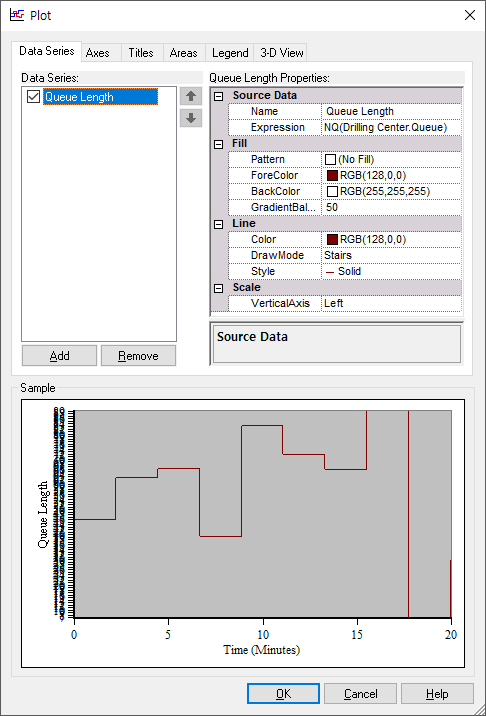 Plot
Data Series
Axes
Titles
Areas
Legend
3-D View
Data Series:
Queue Length
Queue Length Properties:
Source Data
Name Queue Length
Expression NQ(Drilling Center.Queue)
Fill
Pattern (No Fill)
ForeColor RGB(128,0,0)
BackColor RGB(255,255,255)
GradientBal... 50
Line
Color RGB(128,0,0)
DrawMode Stairs
Style Solid
Scale
VerticalAxis Left
Add
Remove
Source Data
Sample
Queue Length
0 5 10 15 20
Time (Minutes)
OK
Cancel
Help